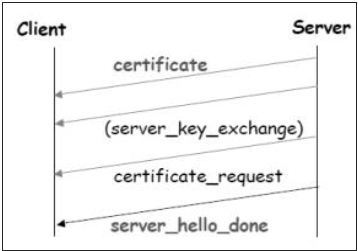 Client
Server
certificate
(server_key_exchange)
certificate_request
server_hello_done